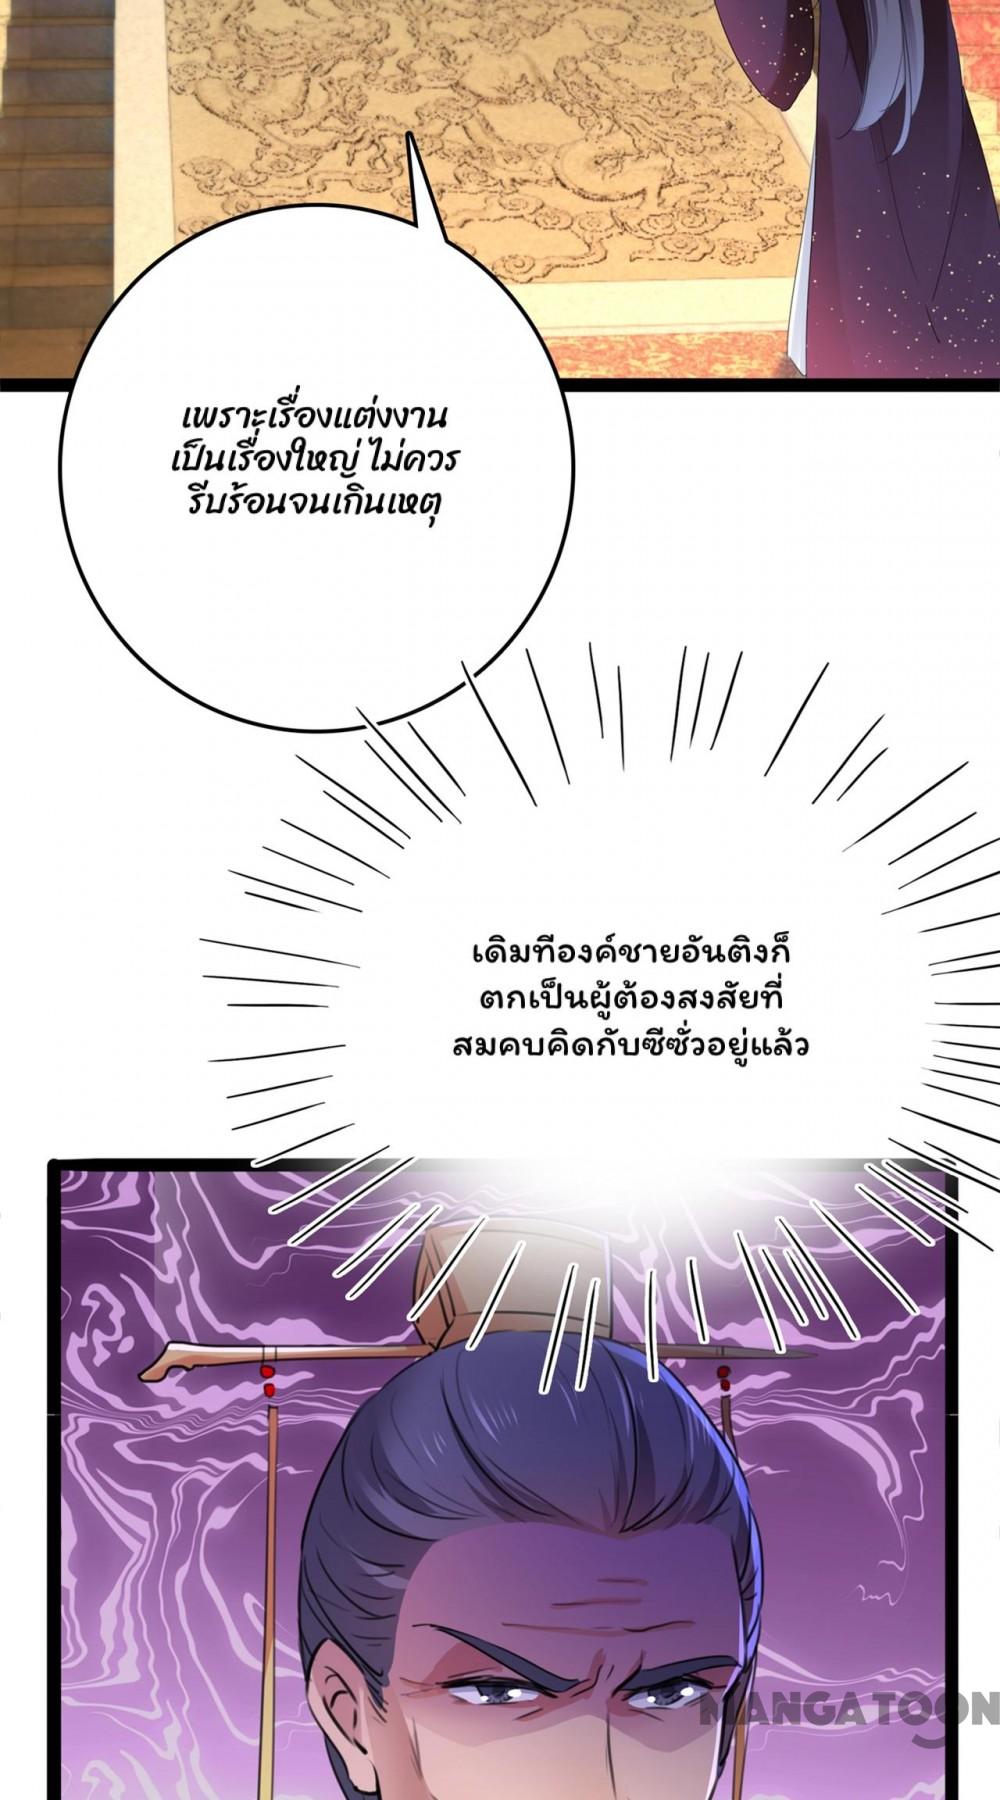 เพราะเรื่องแต่งงาน
เป็นเรื่องใหญ่ ไม่ควร
รีบร้อนจนเกินเหตุ
เดิมทีองค์ชายอันติงก็
ตกเป็นผู้ต้องสงสัยที่
สมคบคิดกับซีซั่วอยู่แล้ว
MANGATOON